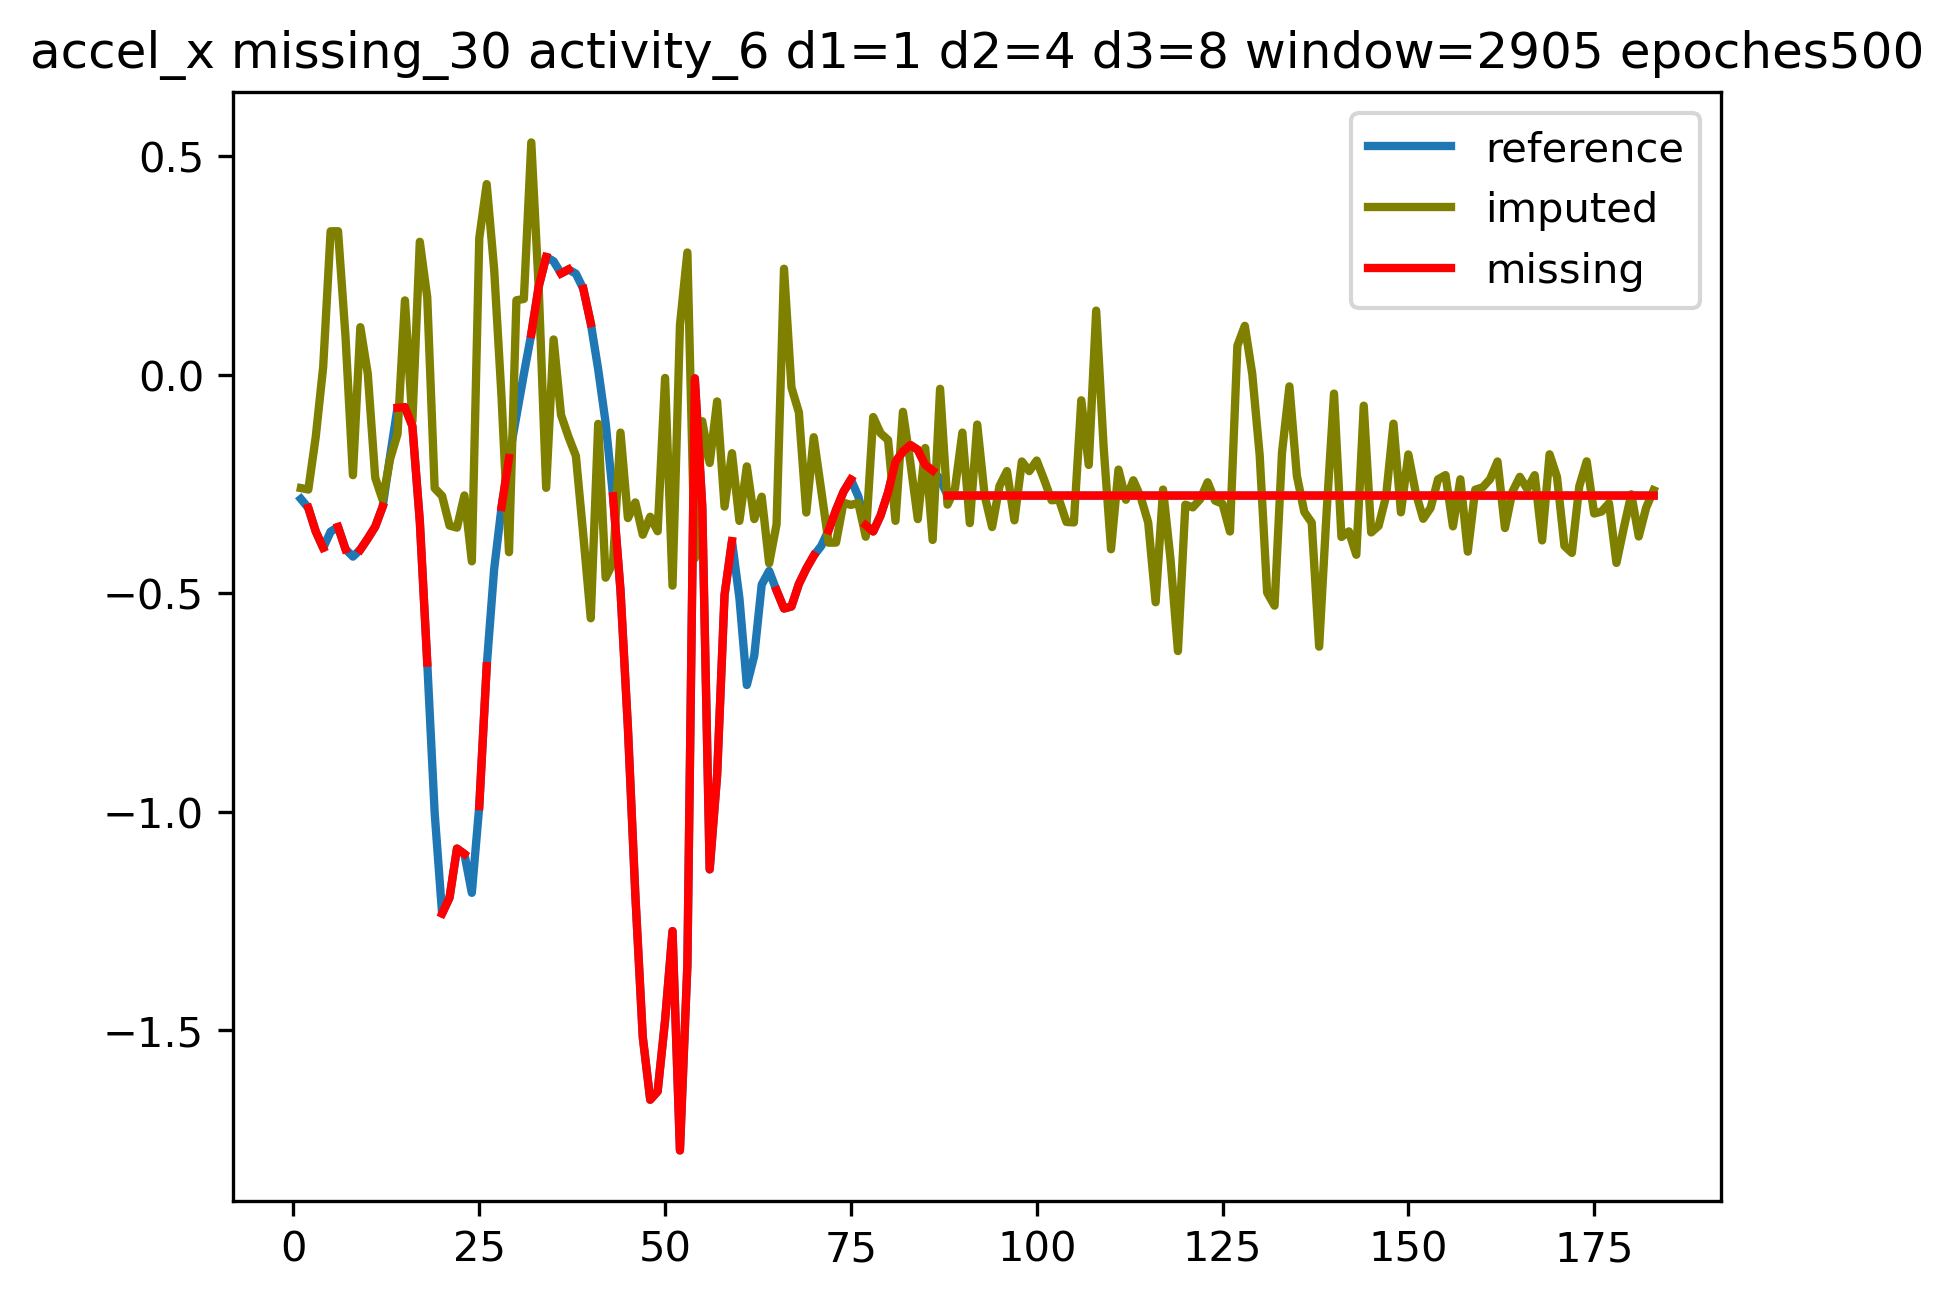 accel_x missing_30 activity_6 d1=1 d2=4 d3=8 window=2905 epoches500
reference
imputed
missing
0.5
0.0
−0.5
−1.0
−1.5
0 25 50 75 100 125 150 175